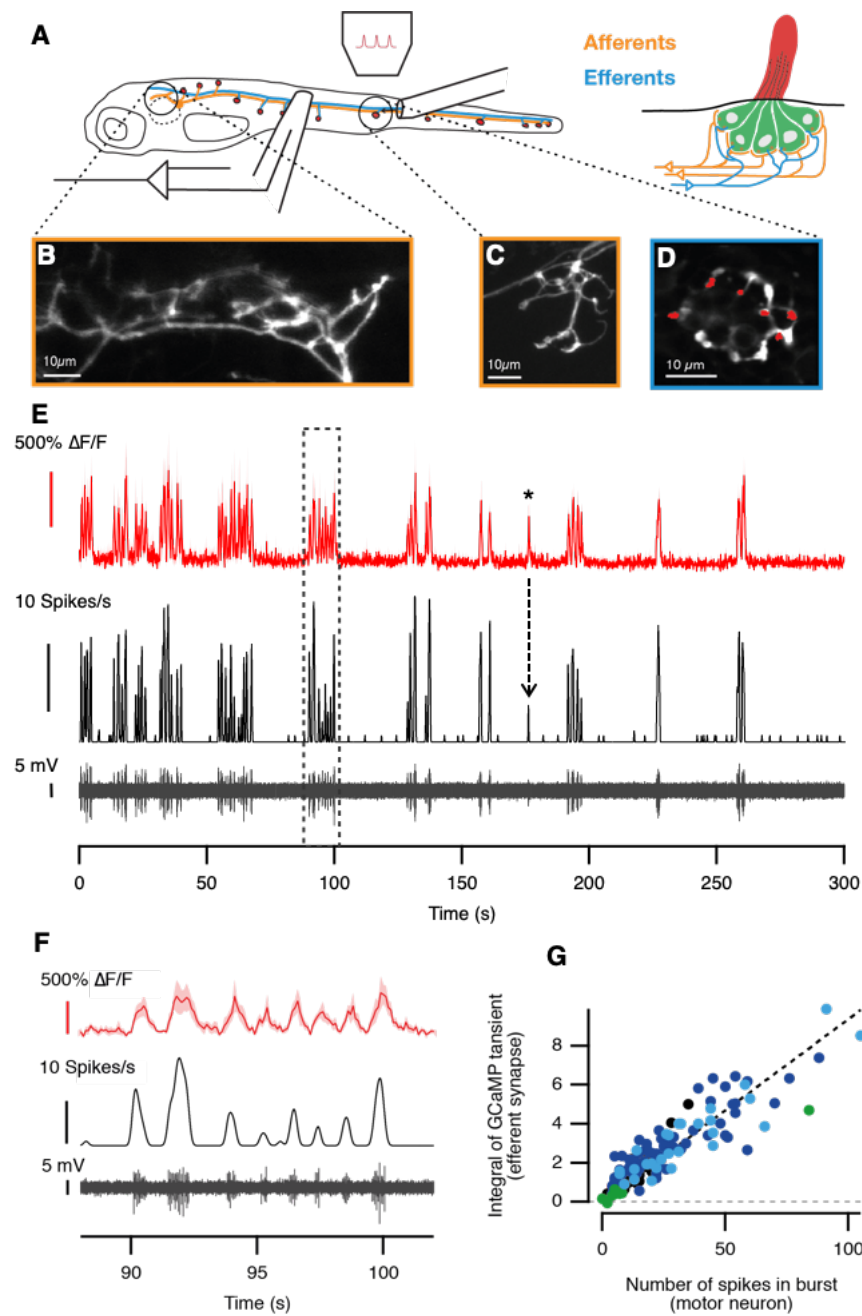 A
Afferents
Efferents
B
10µm
C
10µm
D
10 µm
E
500% ΔF/F
*
10 Spikes/s
5 mV
0 50 100 150 200 250 300
Time (s)
F
500% ΔF/F
10 Spikes/s
5 mV
90 95 100
Time (s)
G
Integral of GCaMP tansient
(efferent synapse)
8
6
4
2
0
0 50 100
Number of spikes in burst
(motor neuron)